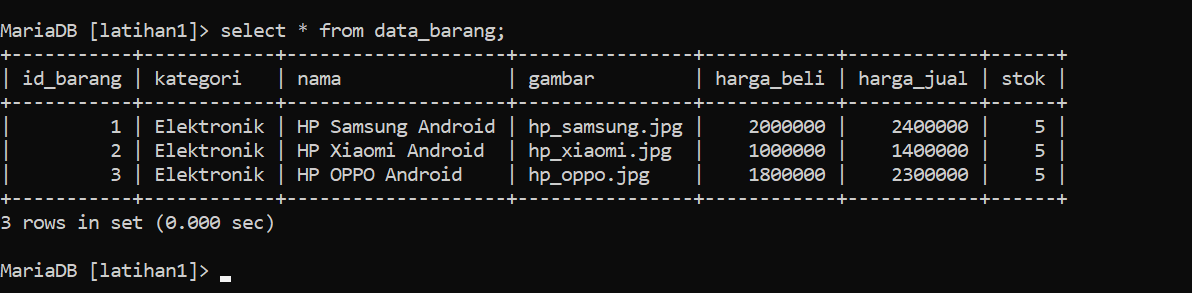 MariaDB [latihan1]> select * from data_barang;
+-----------+------------+--------------------+----------------+------------+------------+------+
| id_barang | kategori   | nama               | gambar         | harga_beli | harga_jual | stok |
+-----------+------------+--------------------+----------------+------------+------------+------+
|         1 | Elektronik | HP Samsung Android | hp_samsung.jpg |    2000000 |    2400000 |    5 |
|         2 | Elektronik | HP Xiaomi Android  | hp_xiaomi.jpg  |    1000000 |    1400000 |    5 |
|         3 | Elektronik | HP OPPO Android    | hp_oppo.jpg    |    1800000 |    2300000 |    5 |
+-----------+------------+--------------------+----------------+------------+------------+------+
3 rows in set (0.000 sec)
MariaDB [latihan1]>